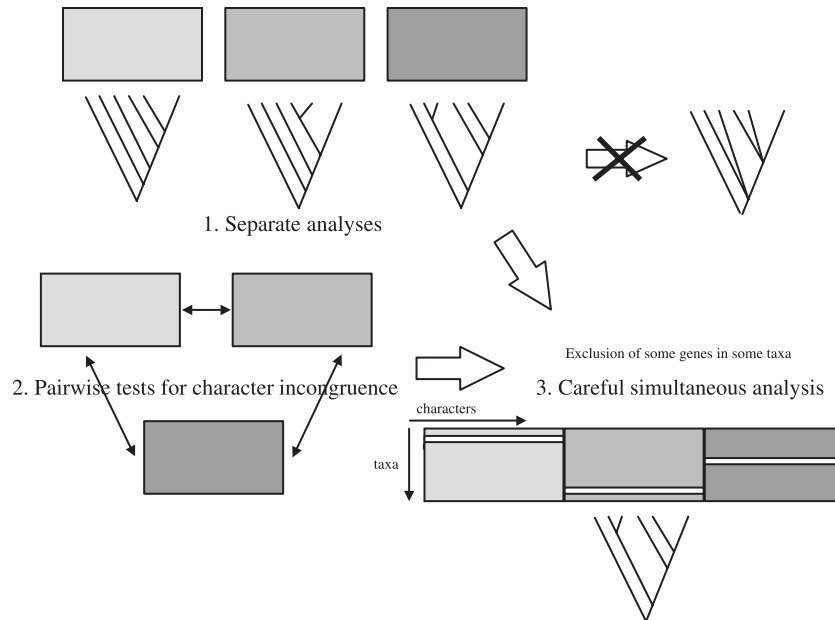 1. Separate analyses
Exclusion of some genes in some taxa
2. Pairwise tests for character incongruence
3. Careful simultaneous analysis
characters
taxa